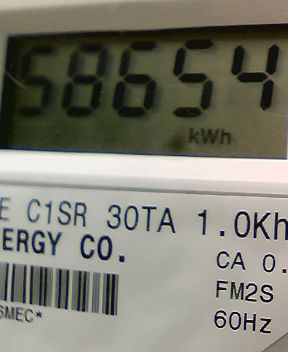 58654
kWh
E C1SR 30TA 1.0Kh
ERGY CO.
CA 0.
FM2S
SMEC*
60Hz